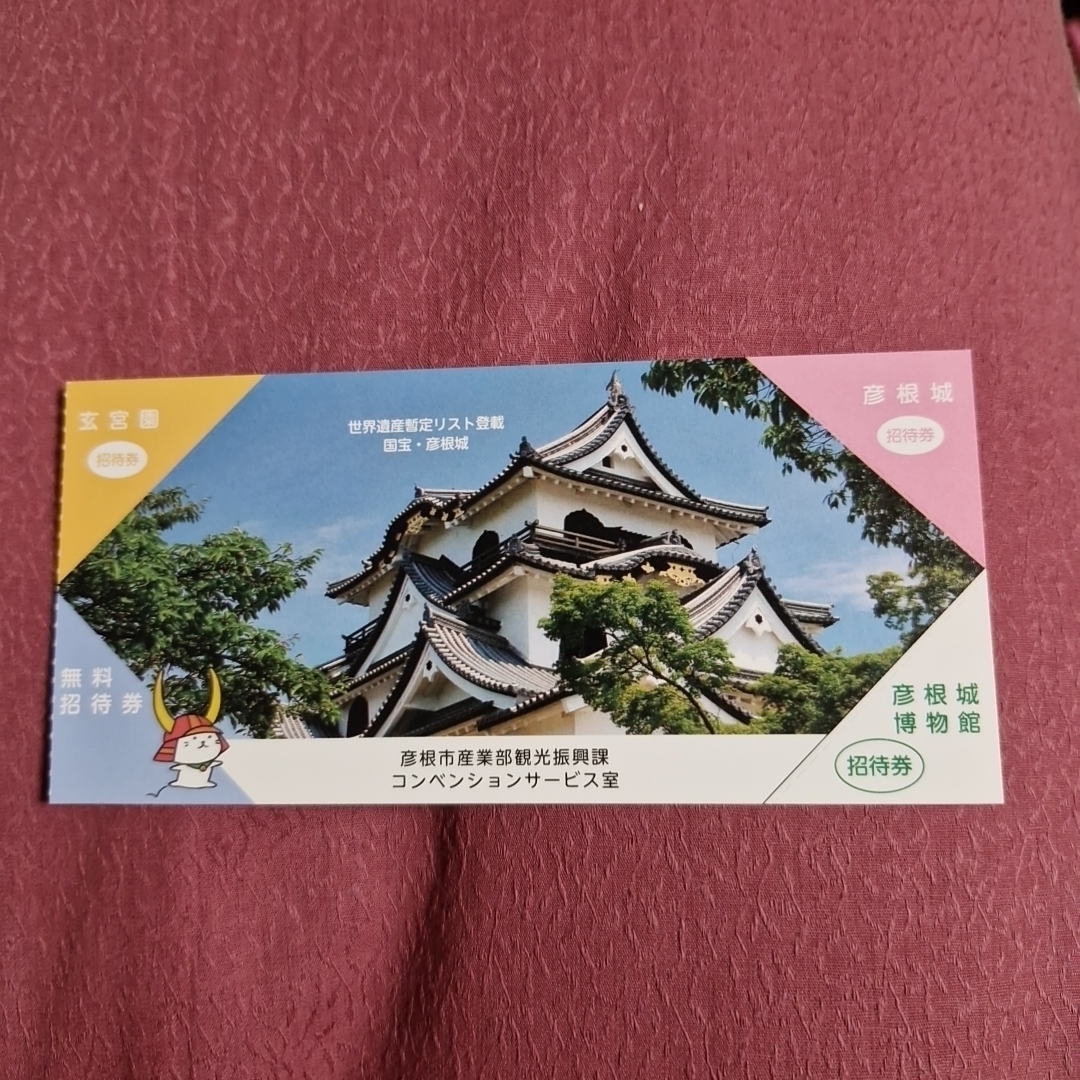 玄宮園
招待券
世界遺産暫定リスト登載
国宝・彦根城
彦根城
招待券
無料
招待券
彦根市産業部観光振興課
コンベンションサービス室
彦根城
博物館
招待券